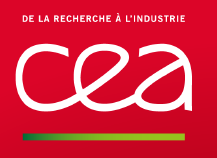 DE LA RECHERCHE À L'INDUSTRIE
cea